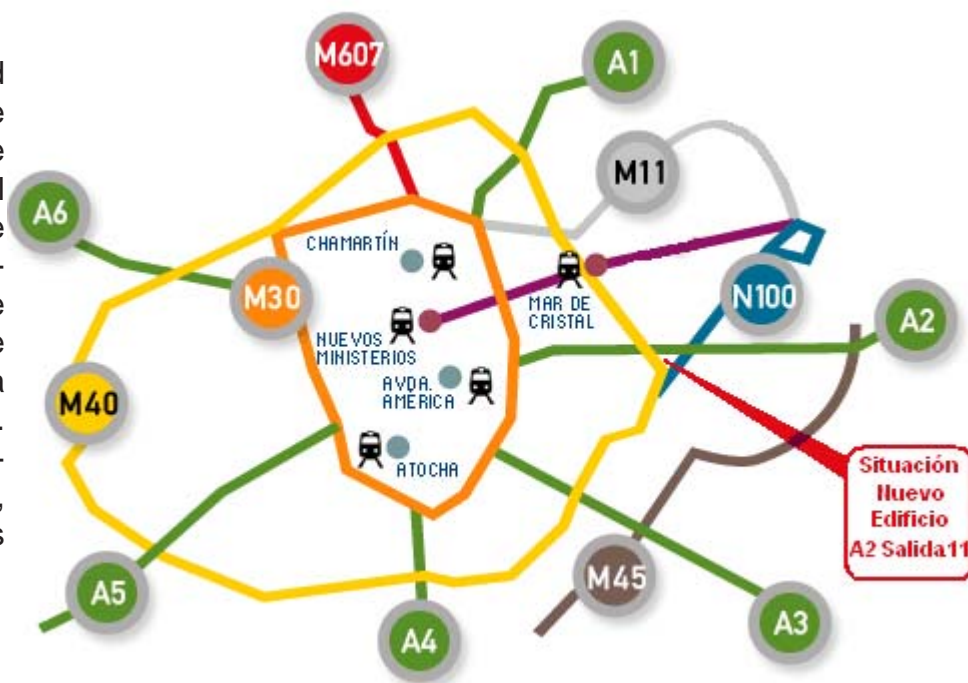 M607
A1
M11
A6
CHAMARTÍN
M30
N100
MAR DE
CRISTAL
A2
NUEVOS
MINISTERIOS
AVDA.
AMÉRICA
M40
ATOCHA
Situación
Nuevo
Edificio
A2 Salida11
M45
A5
A3
A4